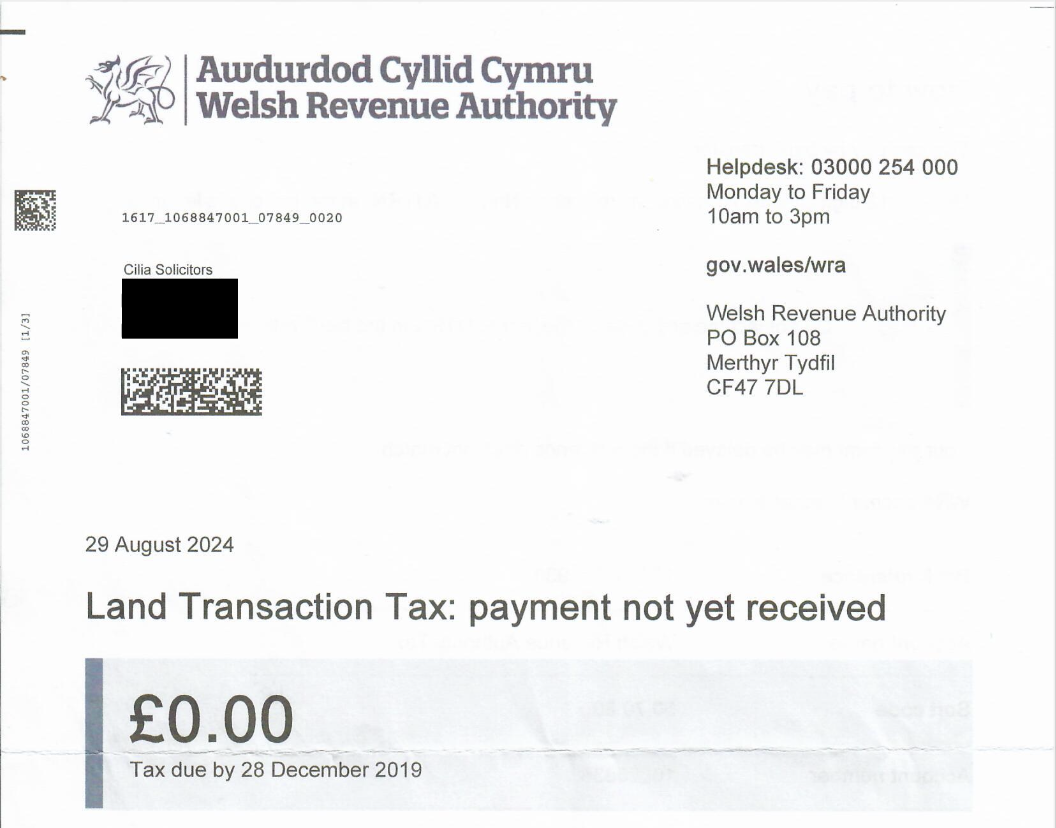 Awdurdod Cyllid Cymru
Welsh Revenue Authority
Helpdesk: 03000 254 000
Monday to Friday
10am to 3pm
gov.wales/wra
Welsh Revenue Authority
PO Box 108
Merthyr Tydfil
CF47 7DL
1617_1068847001_07849_0020
Cilia Solicitors
1068847001/07849 [1/3]
29 August 2024
Land Transaction Tax: payment not yet received
£0.00
Tax due by 28 December 2019